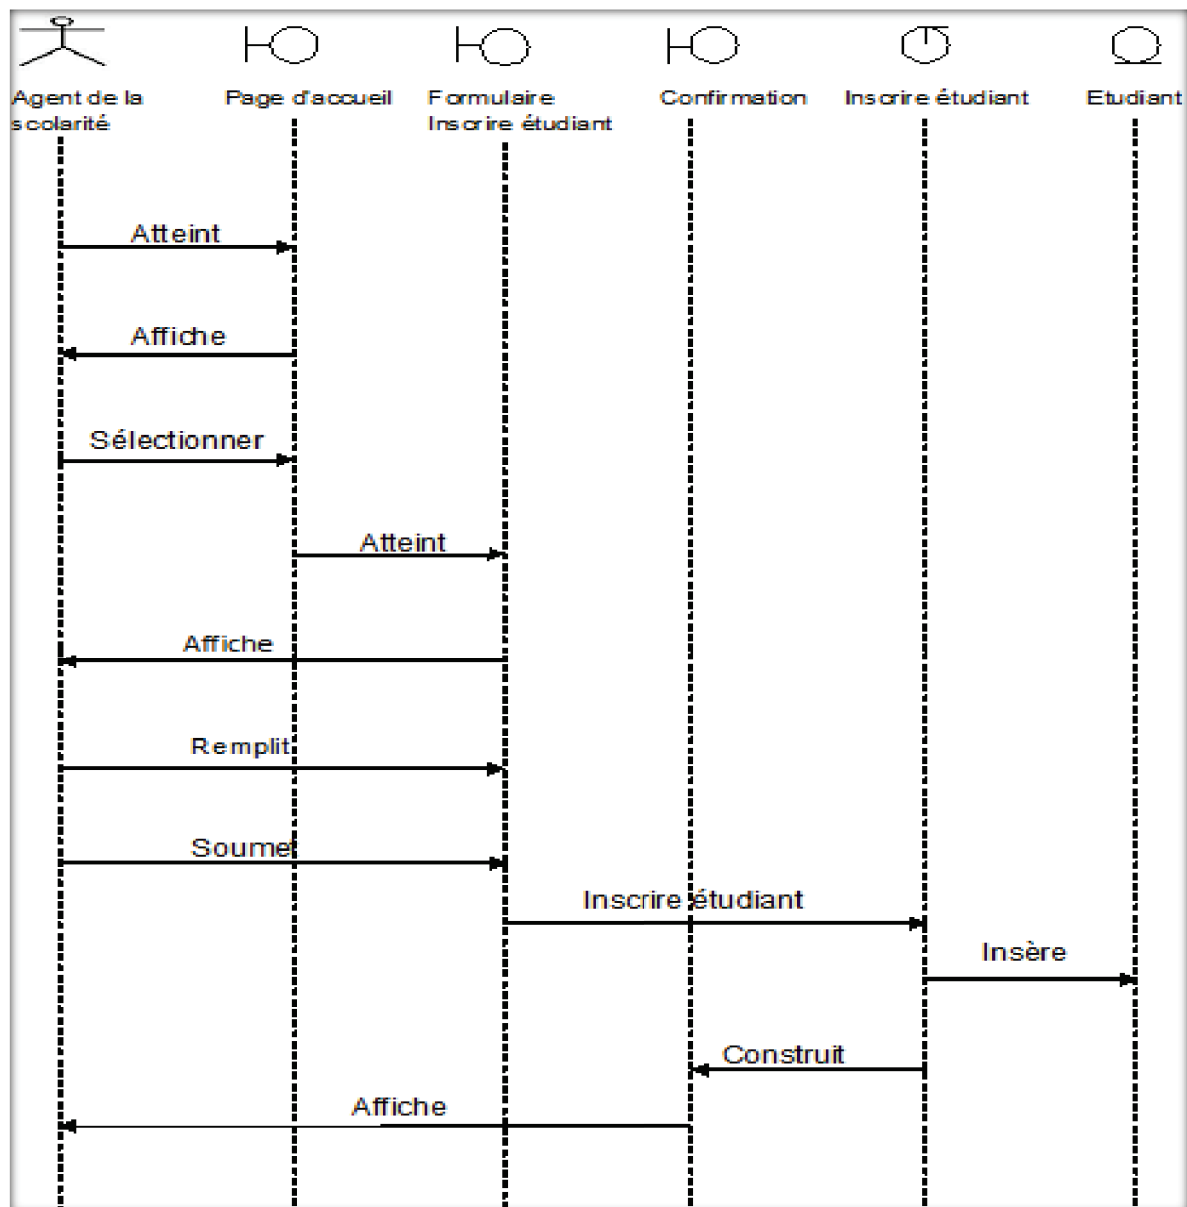 Agent de la
scolarité
Page d'accueil
Formulaire
Inscrire étudiant
Confirmation
Inscrire étudiant
Etudiant
Atteint
Affiche
Sélectionner
Atteint
Affiche
Remplit
Soumet
Inscrire étudiant
Insère
Construit
Affiche